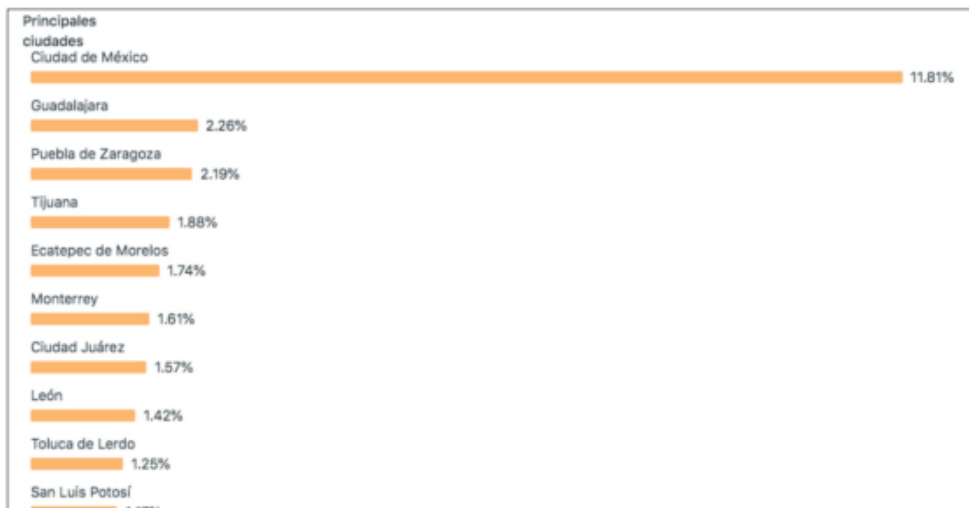 Principales
ciudades
Ciudad de México
11.81%
Guadalajara
2.26%
Puebla de Zaragoza
2.19%
Tijuana
1.88%
Ecatepec de Morelos
1.74%
Monterrey
1.61%
Ciudad Juárez
1.57%
León
1.42%
Toluca de Lerdo
1.25%
San Luis Potosí